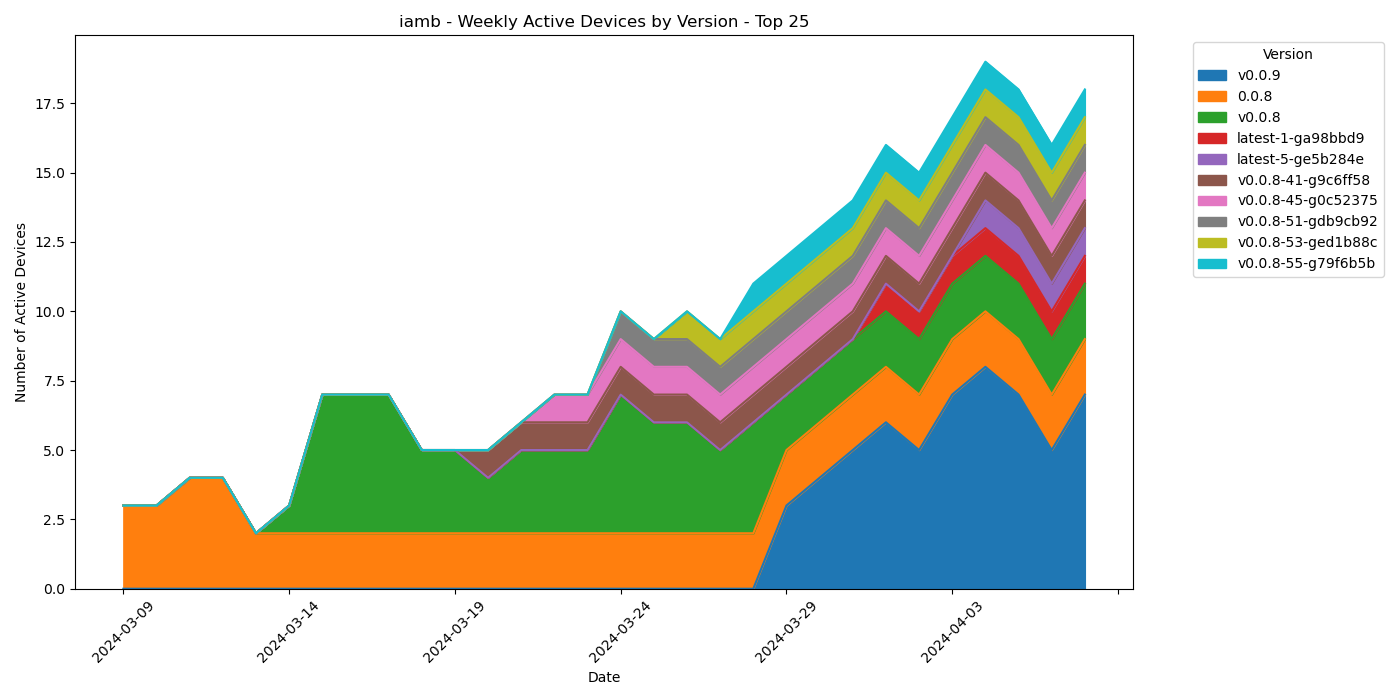 iamb - Weekly Active Devices by Version - Top 25
Number of Active Devices
17.5
15.0
12.5
10.0
7.5
5.0
2.5
0.0
2024-03-09
2024-03-14
2024-03-19
2024-03-24
2024-03-29
2024-04-03
Date
Version
v0.0.9
0.0.8
v0.0.8
latest-1-ga98bbd9
latest-5-ge5b284e
v0.0.8-41-g9c6ff58
v0.0.8-45-g0c52375
v0.0.8-51-gdb9cb92
v0.0.8-53-ged1b88c
v0.0.8-55-g79f6b5b